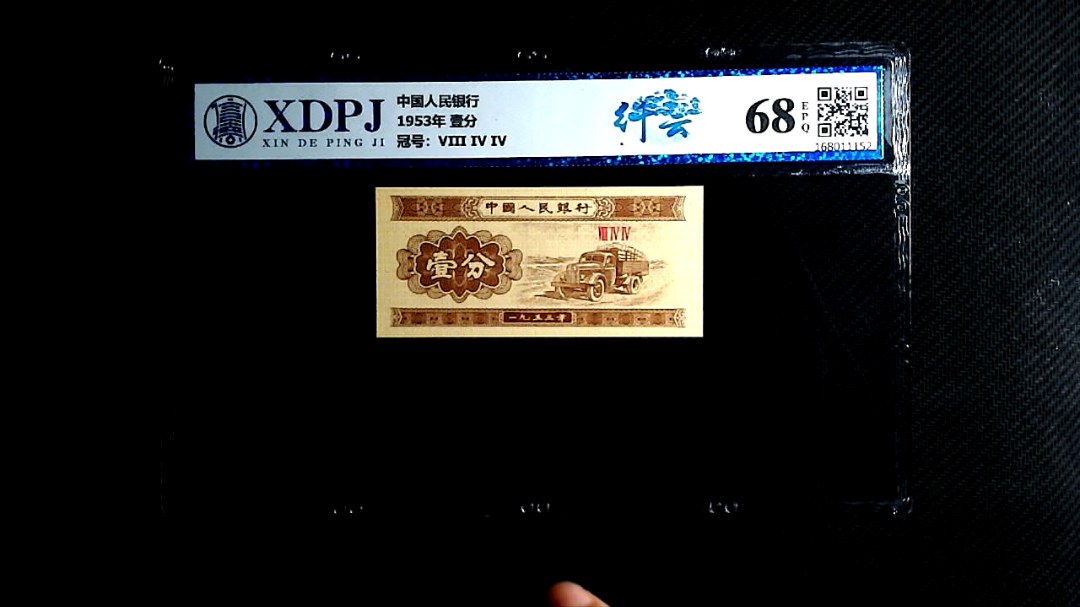 XDPJ
XIN DE PING JI
中国人民银行
1953年 壹分
冠号：VIII IV IV
68
EPQ
168011152
中國人民銀行
VIII IV IV
壹分
一九五三年